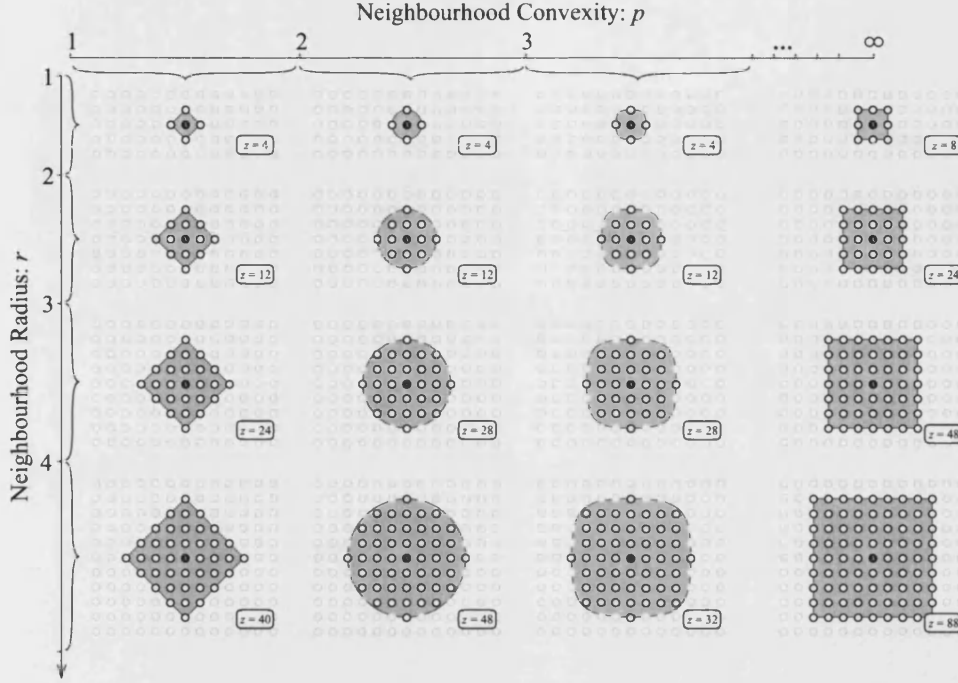 Neighbourhood Convexity: p
1 2 3 ... ∞
Neighbourhood Radius: r
1
z = 4 z = 4 z = 4 z = 8
2
z = 12 z = 12 z = 12 z = 24
3
z = 24 z = 28 z = 28 z = 48
4
z = 40 z = 48 z = 32 z = 88